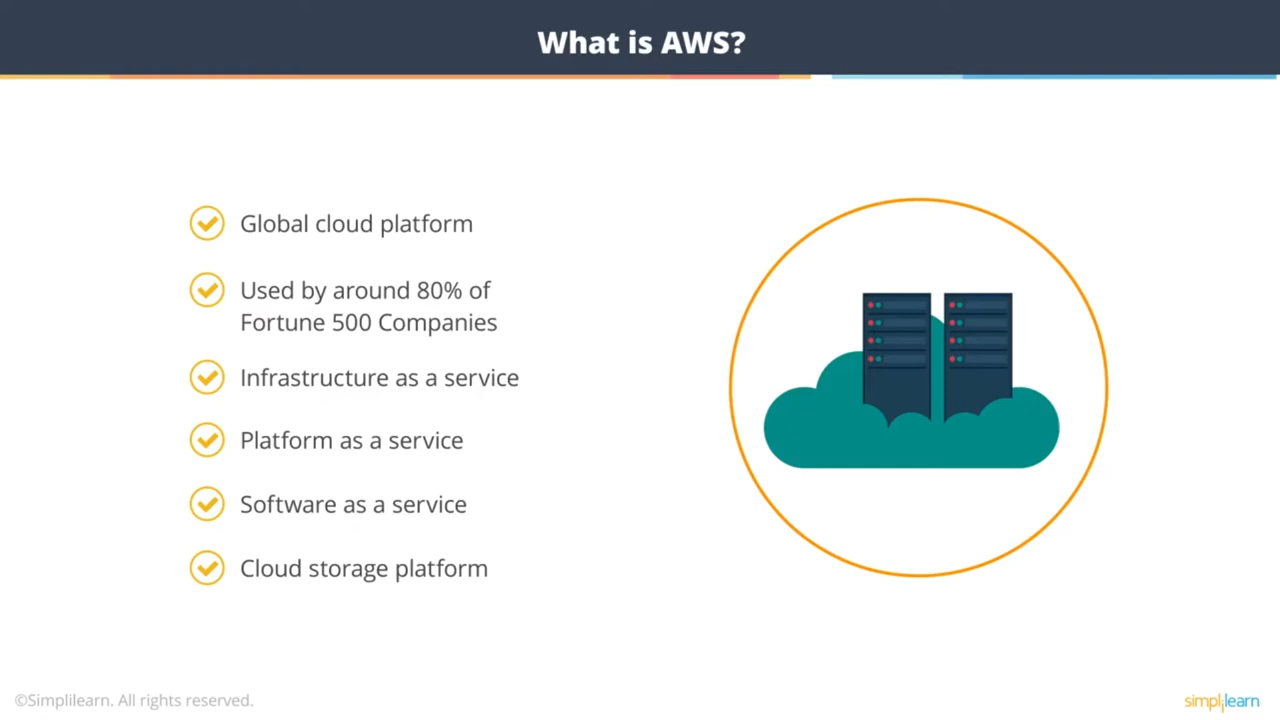 What is AWS?
Global cloud platform
Used by around 80% of
Fortune 500 Companies
Infrastructure as a service
Platform as a service
Software as a service
Cloud storage platform
©Simplilearn. All rights reserved.
simplilearn